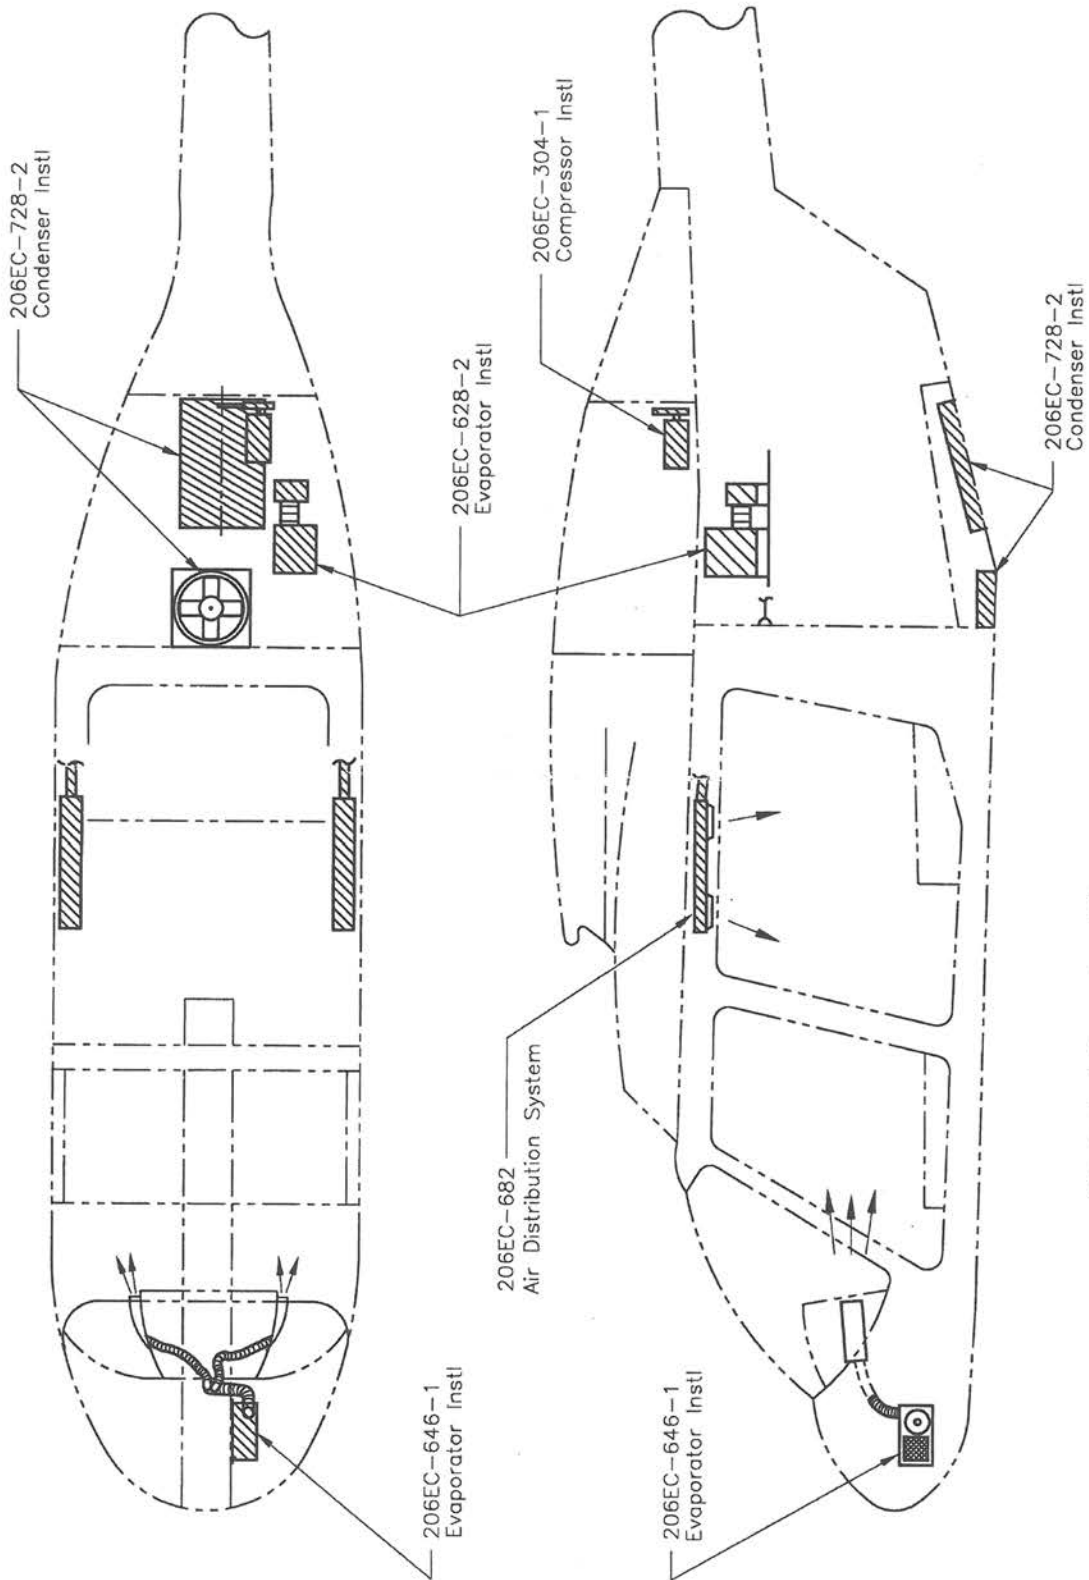 206EC-728-2
Condenser Instl
206EC-628-2
Evaporator Instl
206EC-646-1
Evaporator Instl
206EC-304-1
Compressor Instl
206EC-682
Air Distribution System
206EC-728-2
Condenser Instl
206EC-646-1
Evaporator Instl